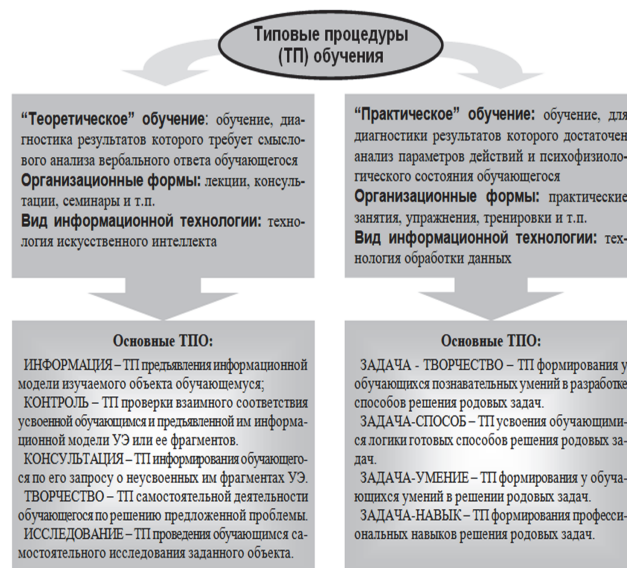 Типовые процедуры
(ТП) обучения
“Теоретическое” обучение: обучение, диа-
гностика результатов которого требует смысло-
вого анализа вербального ответа обучающегося
Организационные формы: лекции, консуль-
тации, семинары и т.п.
Вид информационной технологии: техно-
логия искусственного интеллекта
“Практическое” обучение: обучение, для
диагностики результатов которого достаточен
анализ параметров действий и психофизиоло-
гического состояния обучающегося
Организационные формы: практические
занятия, упражнения, тренировки и т.п.
Вид информационной технологии: тех-
нология обработки данных
Основные ТПО:
ИНФОРМАЦИЯ – ТП предъявления информационной
модели изучаемого объекта обучающемуся;
КОНТРОЛЬ – ТП проверки взаимного соответствия
усвоенной обучающимся и предъявленной им информа-
ционной модели УЭ или ее фрагментов.
КОНСУЛЬТАЦИЯ – ТП информирования обучающего-
ся по его запросу о неусвоенных им фрагментах УЭ.
ТВОРЧЕСТВО – ТП самостоятельной деятельности
обучающегося по решению предложенной проблемы.
ИССЛЕДОВАНИЕ – ТП проведения обучающимся са-
мостоятельного исследования заданного объекта.
Основные ТПО:
ЗАДАЧА - ТВОРЧЕСТВО – ТП формирования у
обучающихся познавательных умений в разработке
способов решения родовых задач.
ЗАДАЧА-СПОСОБ – ТП усвоения обучающими-
ся логики готовых способов решения родовых за-
дач.
ЗАДАЧА-УМЕНИЕ – ТП формирования у обуча-
ющихся умений в решении родовых задач.
ЗАДАЧА-НАВЫК – ТП формирования професси-
ональных навыков решения родовых задач.